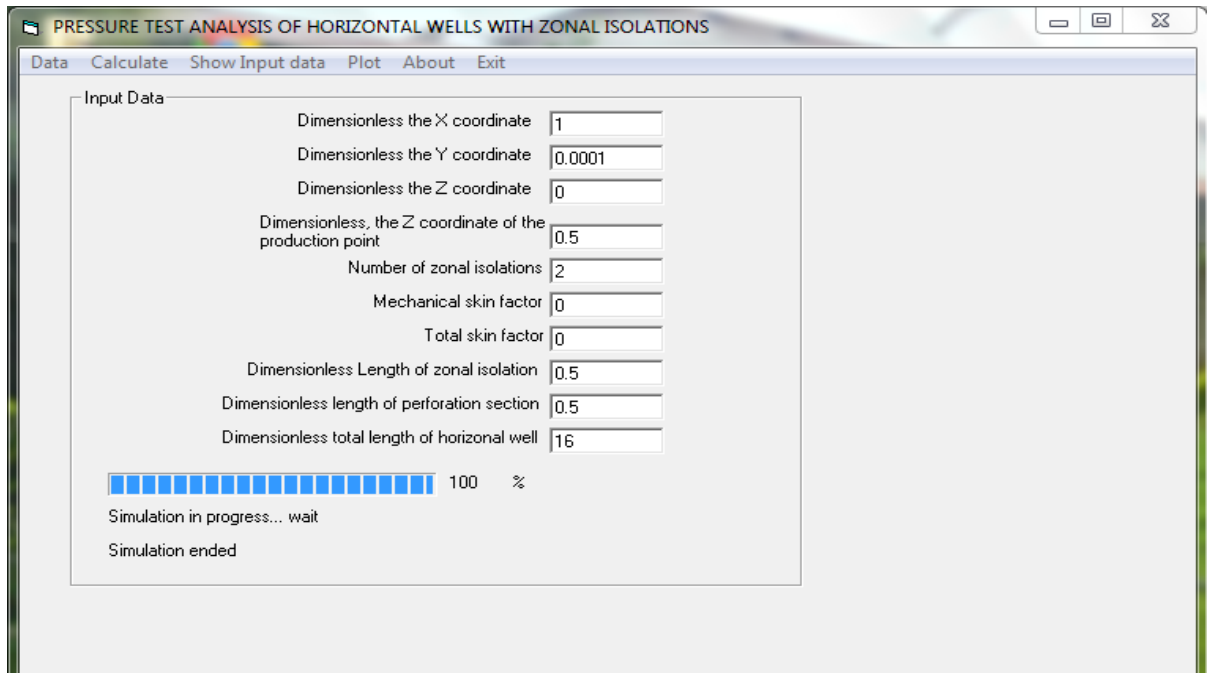 PRESSURE TEST ANALYSIS OF HORIZONTAL WELLS WITH ZONAL ISOLATIONS
Data Calculate Show Input data Plot About Exit
Input Data
Dimensionless the X coordinate 1
Dimensionless the Y coordinate 0.0001
Dimensionless the Z coordinate 0
Dimensionless, the Z coordinate of the
production point 0.5
Number of zonal isolations 2
Mechanical skin factor 0
Total skin factor 0
Dimensionless Length of zonal isolation 0.5
Dimensionless length of perforation section 0.5
Dimensionless total length of horizonal well 16
100 %
Simulation in progress... wait
Simulation ended